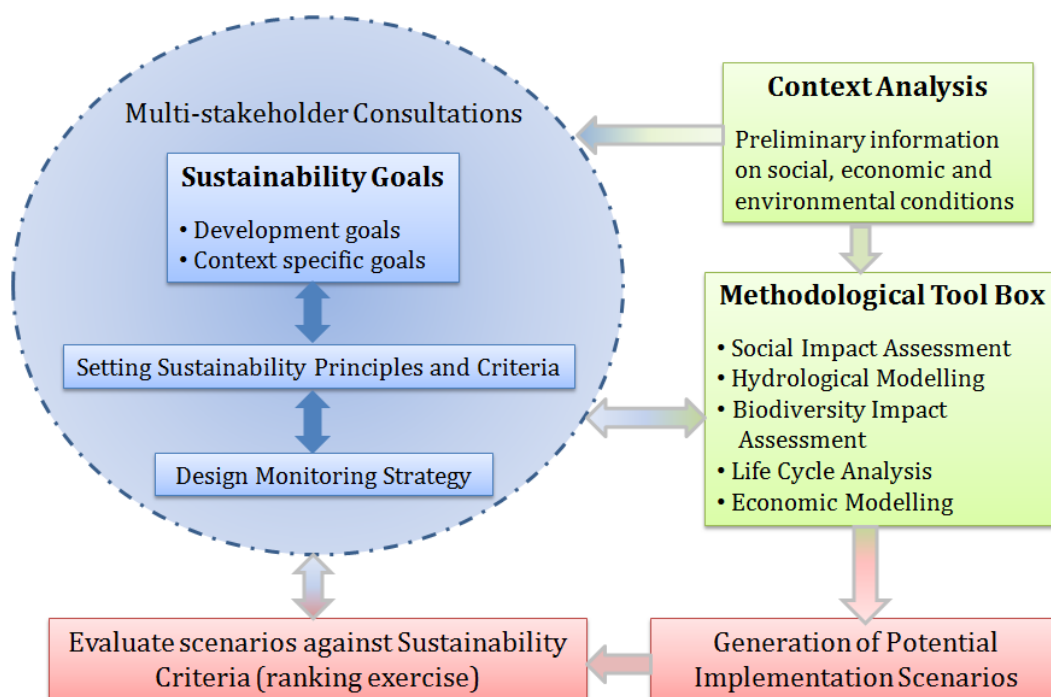 Multi-stakeholder Consultations
Sustainability Goals
• Development goals
• Context specific goals
Setting Sustainability Principles and Criteria
Design Monitoring Strategy
Context Analysis
Preliminary information
on social, economic and
environmental conditions
Methodological Tool Box
• Social Impact Assessment
• Hydrological Modelling
• Biodiversity Impact
Assessment
• Life Cycle Analysis
• Economic Modelling
Evaluate scenarios against Sustainability
Criteria (ranking exercise)
Generation of Potential
Implementation Scenarios